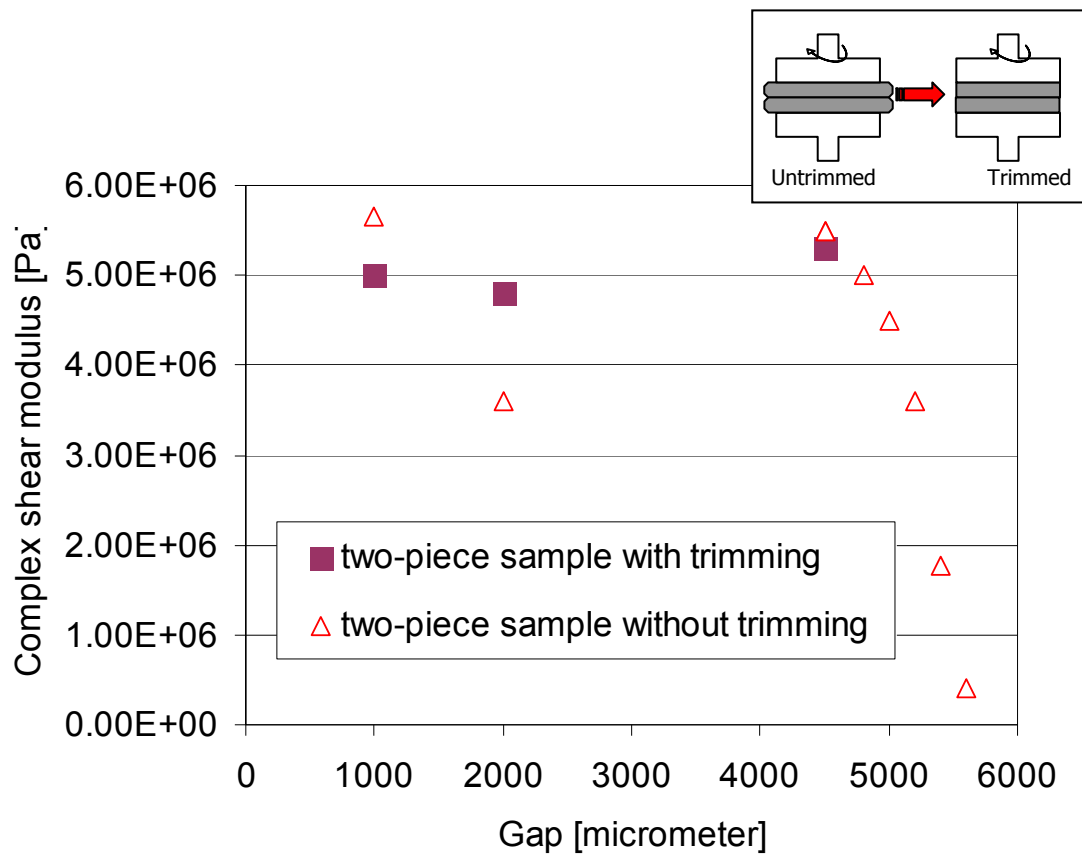 Untrimmed Trimmed
Complex shear modulus [Pa]
6.00E+06
5.00E+06
4.00E+06
3.00E+06
2.00E+06
1.00E+06
0.00E+00
two-piece sample with trimming
two-piece sample without trimming
0 1000 2000 3000 4000 5000 6000
Gap [micrometer]